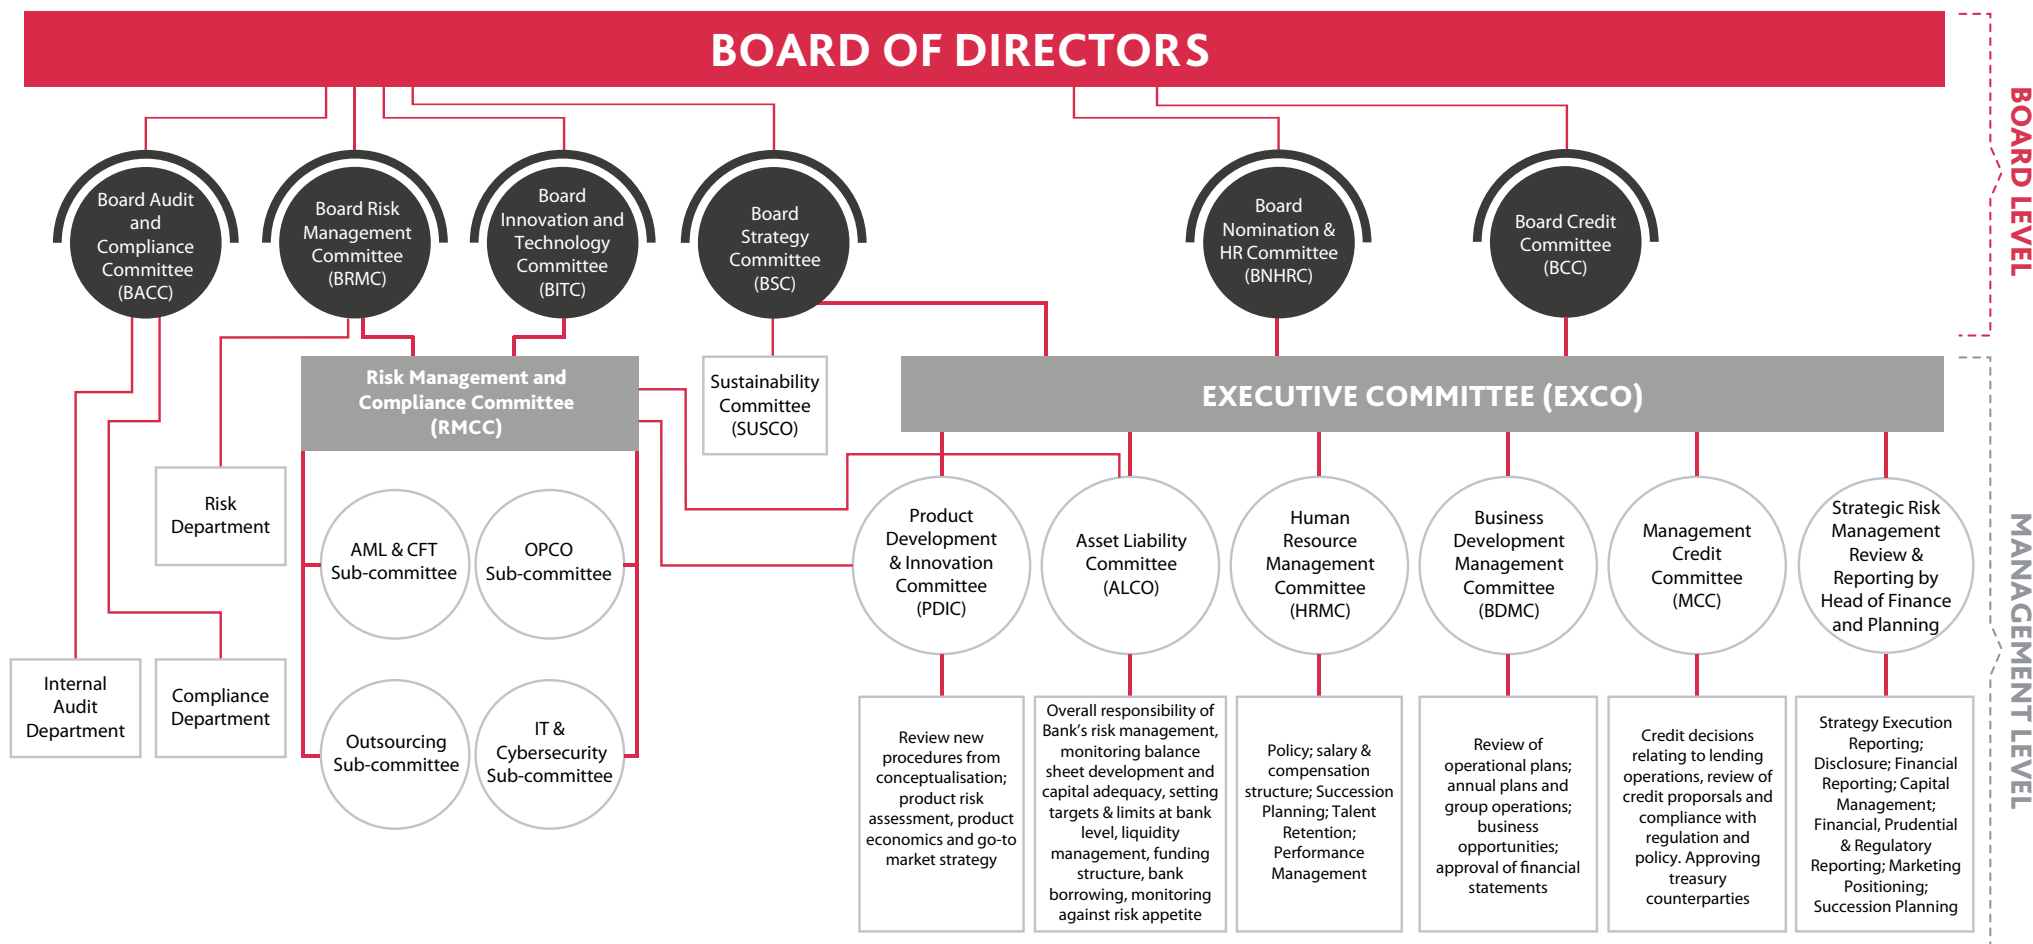 BOARD OF DIRECTORS
BOARD LEVEL
Board Audit
and
Compliance
Committee
(BACC)
Board Risk
Management
Committee
(BRMC)
Board
Innovation and
Technology
Committee
(BITC)
Board
Strategy
Committee
(BSC)
Board
Nomination &
HR Committee
(BNHRC)
Board Credit
Committee
(BCC)
Risk Management and
Compliance Committee
(RMCC)
Sustainability
Committee
(SUSCO)
EXECUTIVE COMMITTEE (EXCO)
MANAGEMENT LEVEL
Risk
Department
AML & CFT
Sub-committee
OPCO
Sub-committee
Product
Development
& Innovation
Committee
(PDIC)
Asset Liability
Committee
(ALCO)
Human
Resource
Management
Committee
(HRMC)
Business
Development
Management
Committee
(BDMC)
Management
Credit
Committee
(MCC)
Strategic Risk
Management
Review &
Reporting by
Head of Finance
and Planning
Internal
Audit
Department
Compliance
Department
Outsourcing
Sub-committee
IT &
Cybersecurity
Sub-committee
Review new
procedures from
conceptualisation;
product risk
assessment, product
economics and go-to
market strategy
Overall responsibility of
Bank’s risk management,
monitoring balance
sheet development and
capital adequacy, setting
targets & limits at bank
level, liquidity
management, funding
structure, bank
borrowing, monitoring
against risk appetite
Policy; salary &
compensation
structure; Succession
Planning; Talent
Retention;
Performance
Management
Review of
operational plans;
annual plans and
group operations;
business
opportunities;
approval of financial
statements
Credit decisions
relating to lending
operations, review of
credit proporsals and
compliance with
regulation and
policy. Approving
treasury
counterparties
Strategy Execution
Reporting;
Disclosure; Financial
Reporting; Capital
Management;
Financial, Prudential
& Regulatory
Reporting; Marketing
Positioning;
Succession Planning